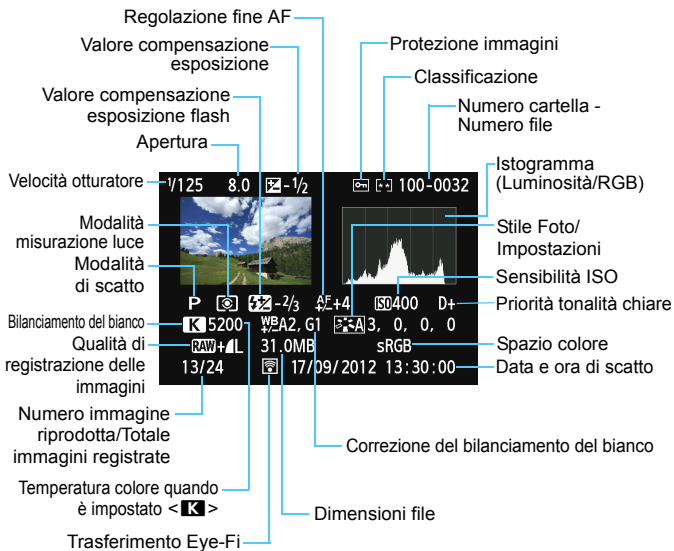 Regolazione fine AF
Valore compensazione
esposizione
Valore compensazione
esposizione flash
Apertura
Velocità otturatore
Modalità
misurazione luce
Modalità
di scatto
Bilanciamento del bianco
Qualità di
registrazione delle
immagini
Numero immagine
riprodotta/Totale
immagini registrate
Temperatura colore quando
è impostato <K>
Trasferimento Eye-Fi
Protezione immagini
Classificazione
Numero cartella -
Numero file
Istogramma
(Luminosità/RGB)
Stile Foto/
Impostazioni
Sensibilità ISO
Priorità tonalità chiare
Spazio colore
Data e ora di scatto
Correzione del bilanciamento del bianco
Dimensioni file
1/125 8.0 -1/2 100-0032
P -2/3 AF+4 ISO400 D+
K 5200 WB A2, G1 A 3, 0, 0, 0
RAW+L 31.0MB sRGB
13/24 17/09/2012 13:30:00